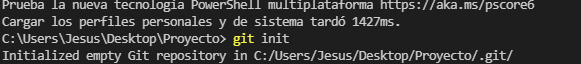 Prueba la nueva tecnología PowerShell multiplataforma https://aka.ms/pscore6
Cargar los perfiles personales y de sistema tardó 1427ms.
C:\Users\Jesus\Desktop\Proyecto> git init
Initialized empty Git repository in C:/Users/Jesus/Desktop/Proyecto/.git/